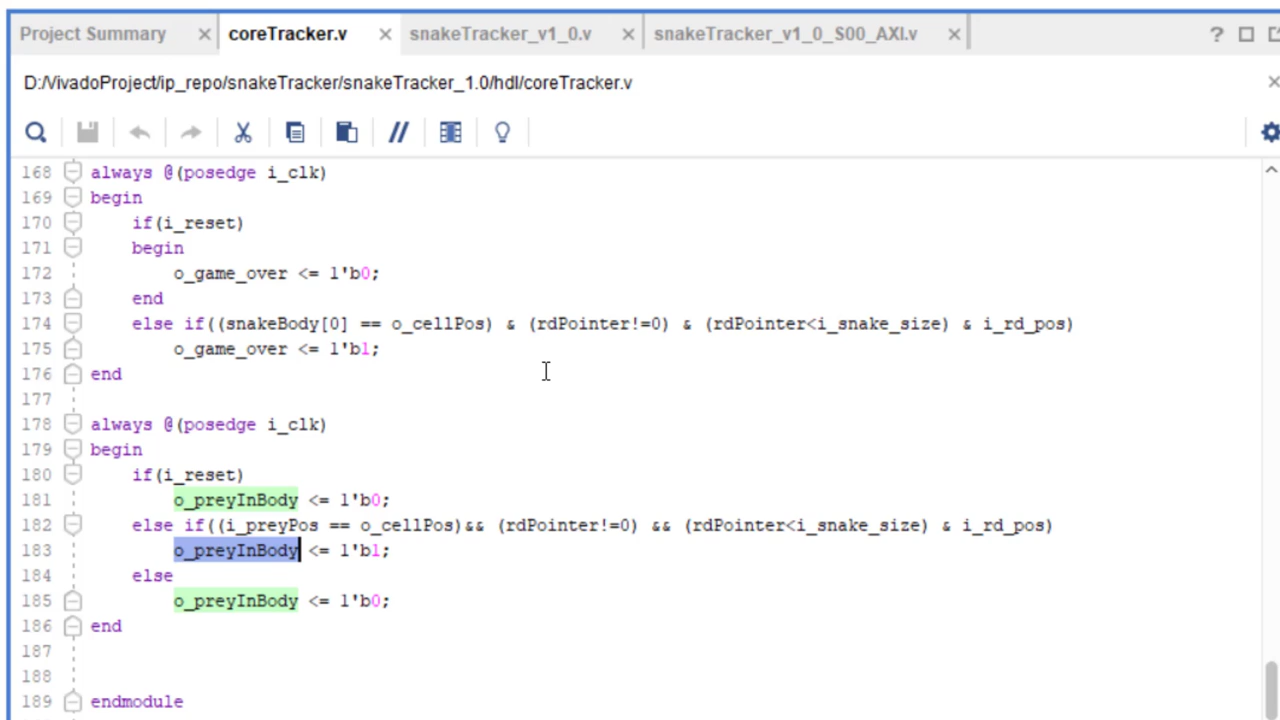 Project Summary × coreTracker.v × snakeTracker_v1_0.v × snakeTracker_v1_0_S00_AXI.v × ?
D:/VivadoProject/ip_repo/snakeTracker/snakeTracker_1.0/hdl/coreTracker.v
168 always @(posedge i_clk)
169 begin
170 if(i_reset)
171 begin
172 o_game_over <= 1'b0;
173 end
174 else if((snakeBody[0] == o_cellPos) & (rdPointer!=0) & (rdPointer<i_snake_size) & i_rd_pos)
175 o_game_over <= 1'b1;
176 end
177
178 always @(posedge i_clk)
179 begin
180 if(i_reset)
181 o_preyInBody <= 1'b0;
182 else if((i_preyPos == o_cellPos)&& (rdPointer!=0) && (rdPointer<i_snake_size) & i_rd_pos)
183 o_preyInBody <= 1'b1;
184 else
185 o_preyInBody <= 1'b0;
186 end
187
188
189 endmodule